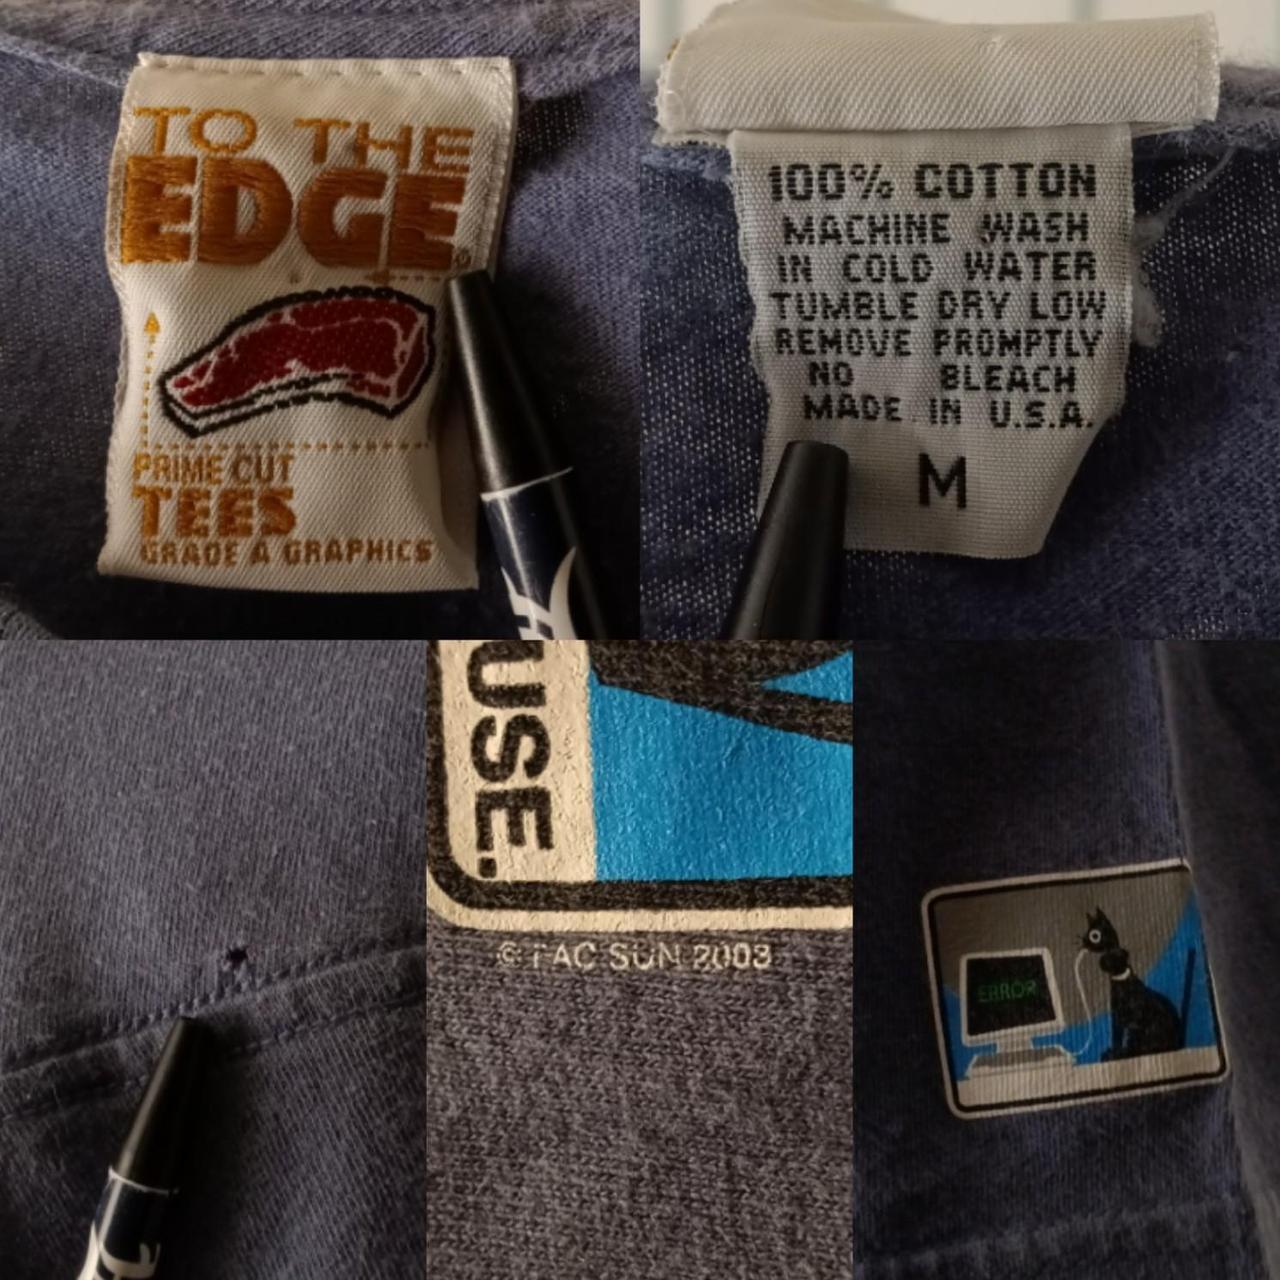 TO THE
EDGE
PRIME CUT
TEES
GRADE A GRAPHICS
100% COTTON
MACHINE WASH
IN COLD WATER
TUMBLE DRY LOW
REMOVE PROMPTLY
NO BLEACH
MADE IN U.S.A.
M
USE.
© TAC SUN 2003
ERROR